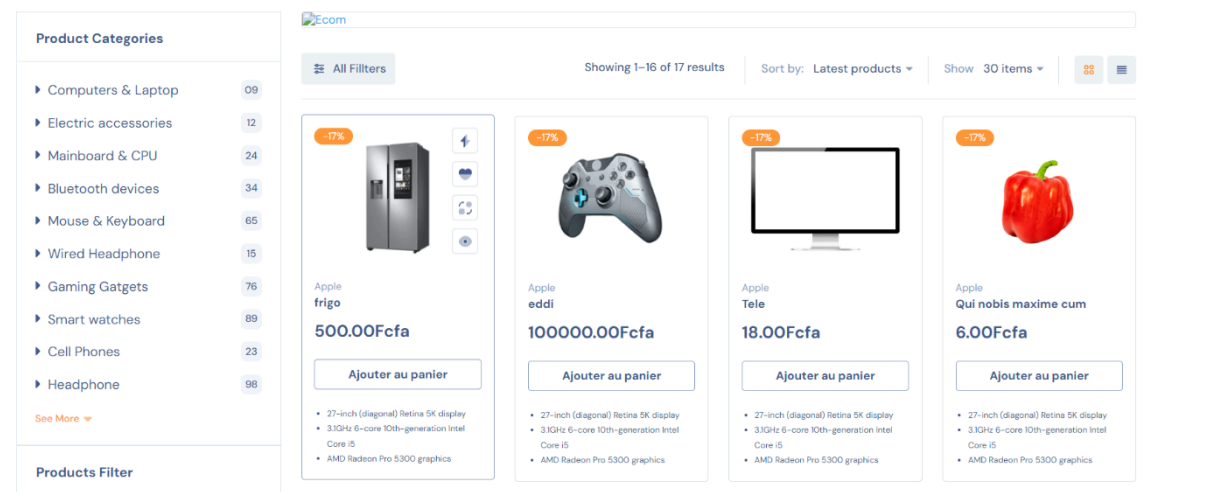 Ecom
Product Categories
All Fillters
Showing 1–16 of 17 results
Sort by: Latest products
Show 30 items
Computers & Laptop 09
Electric accessories 12
Mainboard & CPU 24
Bluetooth devices 34
Mouse & Keyboard 65
Wired Headphone 15
Gaming Gatgets 76
Smart watches 89
Cell Phones 23
Headphone 98
See More
Products Filter
-17%
Apple
frigo
500.00Fcfa
Ajouter au panier
27-inch (diagonal) Retina 5K display
3.1GHz 6-core 10th-generation Intel
Core i5
AMD Radeon Pro 5300 graphics
-17%
Apple
eddi
100000.00Fcfa
Ajouter au panier
27-inch (diagonal) Retina 5K display
3.1GHz 6-core 10th-generation Intel
Core i5
AMD Radeon Pro 5300 graphics
-17%
Apple
Tele
18.00Fcfa
Ajouter au panier
27-inch (diagonal) Retina 5K display
3.1GHz 6-core 10th-generation Intel
Core i5
AMD Radeon Pro 5300 graphics
-17%
Apple
Qui nobis maxime cum
6.00Fcfa
Ajouter au panier
27-inch (diagonal) Retina 5K display
3.1GHz 6-core 10th-generation Intel
Core i5
AMD Radeon Pro 5300 graphics